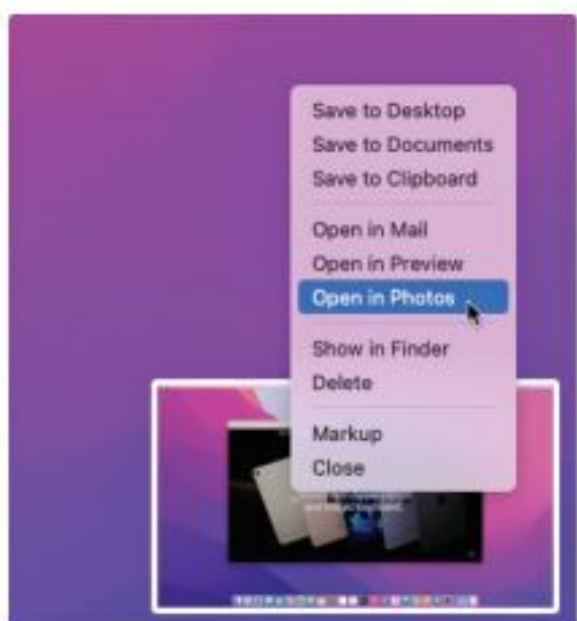 Save to Desktop
Save to Documents
Save to Clipboard
Open in Mail
Open in Preview
Open in Photos
Show in Finder
Delete
Markup
Close